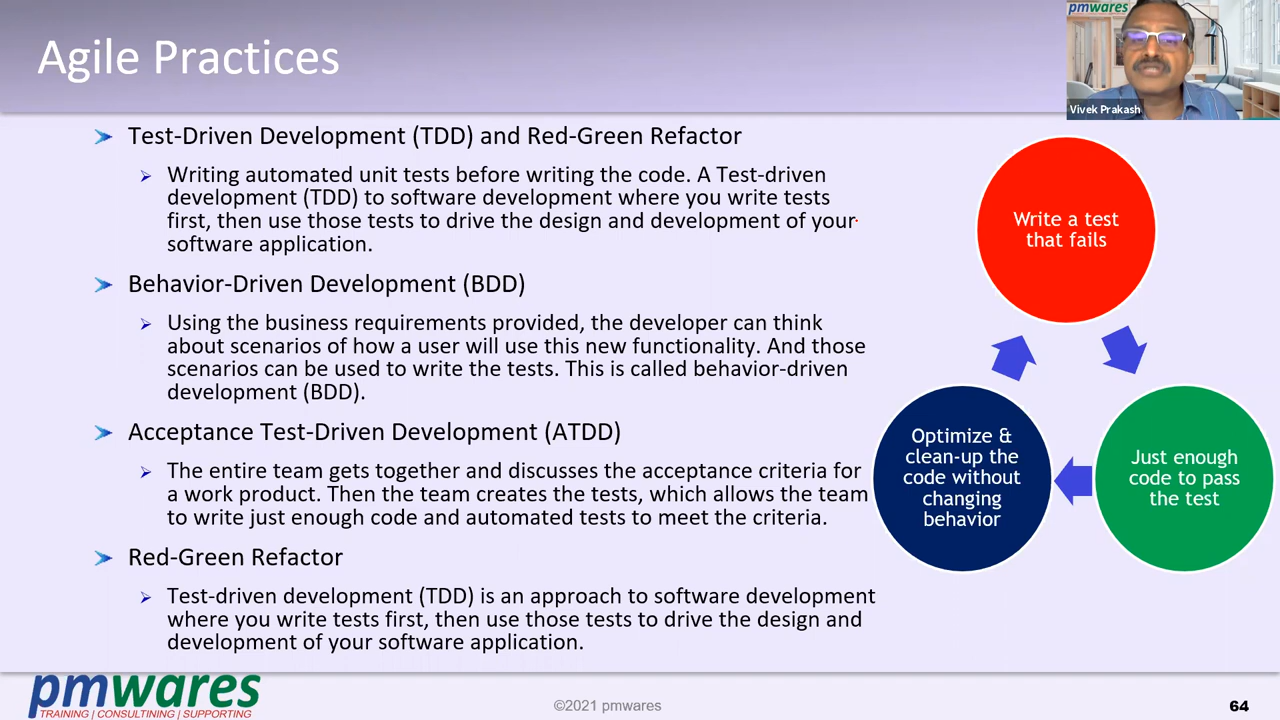 Agile Practices
pmwares
Vivek Prakash
Test-Driven Development (TDD) and Red-Green Refactor
Writing automated unit tests before writing the code. A Test-driven
development (TDD) to software development where you write tests
first, then use those tests to drive the design and development of your
software application.
Behavior-Driven Development (BDD)
Using the business requirements provided, the developer can think
about scenarios of how a user will use this new functionality. And those
scenarios can be used to write the tests. This is called behavior-driven
development (BDD).
Acceptance Test-Driven Development (ATDD)
The entire team gets together and discusses the acceptance criteria for
a work product. Then the team creates the tests, which allows the team
to write just enough code and automated tests to meet the criteria.
Red-Green Refactor
Test-driven development (TDD) is an approach to software development
where you write tests first, then use those tests to drive the design and
development of your software application.
Write a test
that fails
Just enough
code to pass
the test
Optimize &
clean-up the
code without
changing
behavior
pmwares
TRAINING | CONSULTINING | SUPPORTING
©2021 pmwares
64